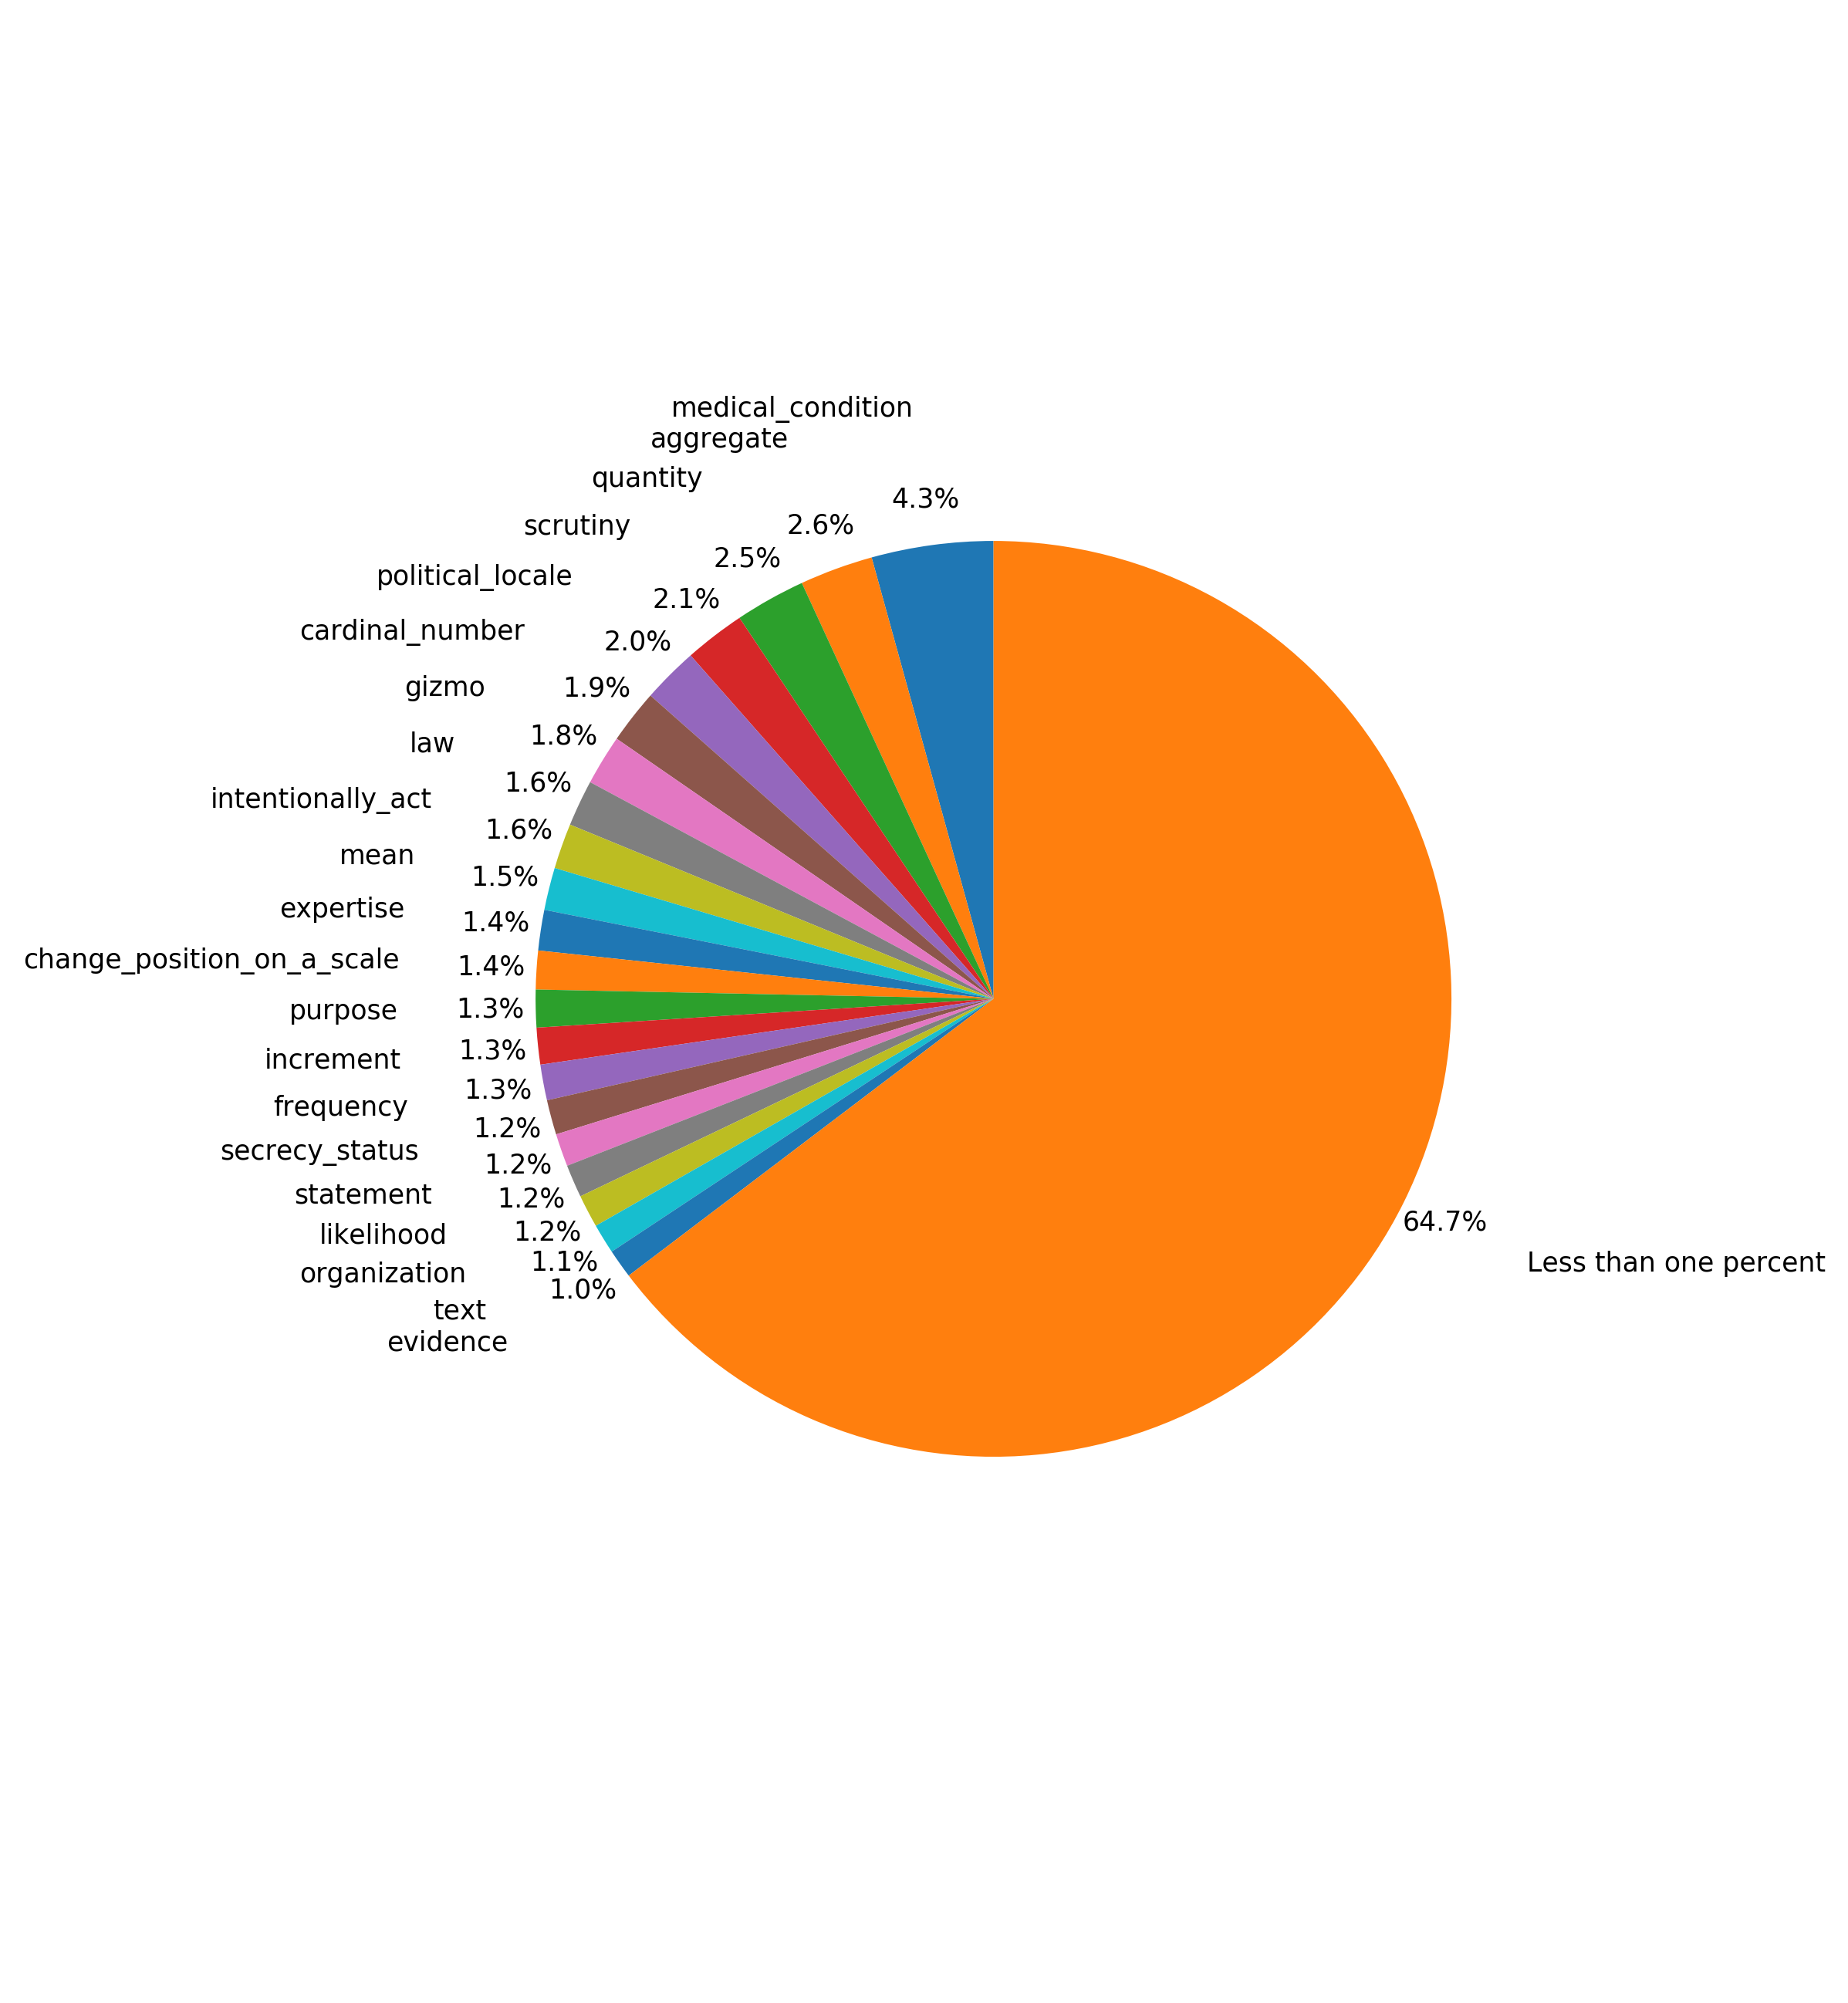 medical_condition
aggregate
quantity
4.3%
scrutiny
2.6%
2.5%
political_locale
2.1%
cardinal_number
2.0%
gizmo
1.9%
law
1.8%
1.6%
intentionally_act
1.6%
mean
1.5%
expertise
1.4%
change_position_on_a_scale
1.4%
purpose
1.3%
increment
1.3%
frequency
1.3%
secrecy_status
1.2%
statement
1.2%
likelihood
1.2%
organization
1.2%
text
1.1%
evidence
1.0%
64.7%
Less than one percent